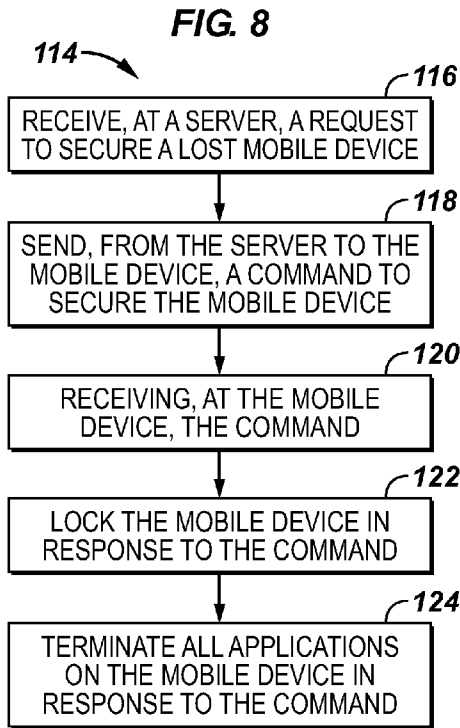 FIG. 8
114
116
RECEIVE, AT A SERVER, A REQUEST
TO SECURE A LOST MOBILE DEVICE
118
SEND, FROM THE SERVER TO THE
MOBILE DEVICE, A COMMAND TO
SECURE THE MOBILE DEVICE
120
RECEIVING, AT THE MOBILE
DEVICE, THE COMMAND
122
LOCK THE MOBILE DEVICE IN
RESPONSE TO THE COMMAND
124
TERMINATE ALL APPLICATIONS
ON THE MOBILE DEVICE IN
RESPONSE TO THE COMMAND